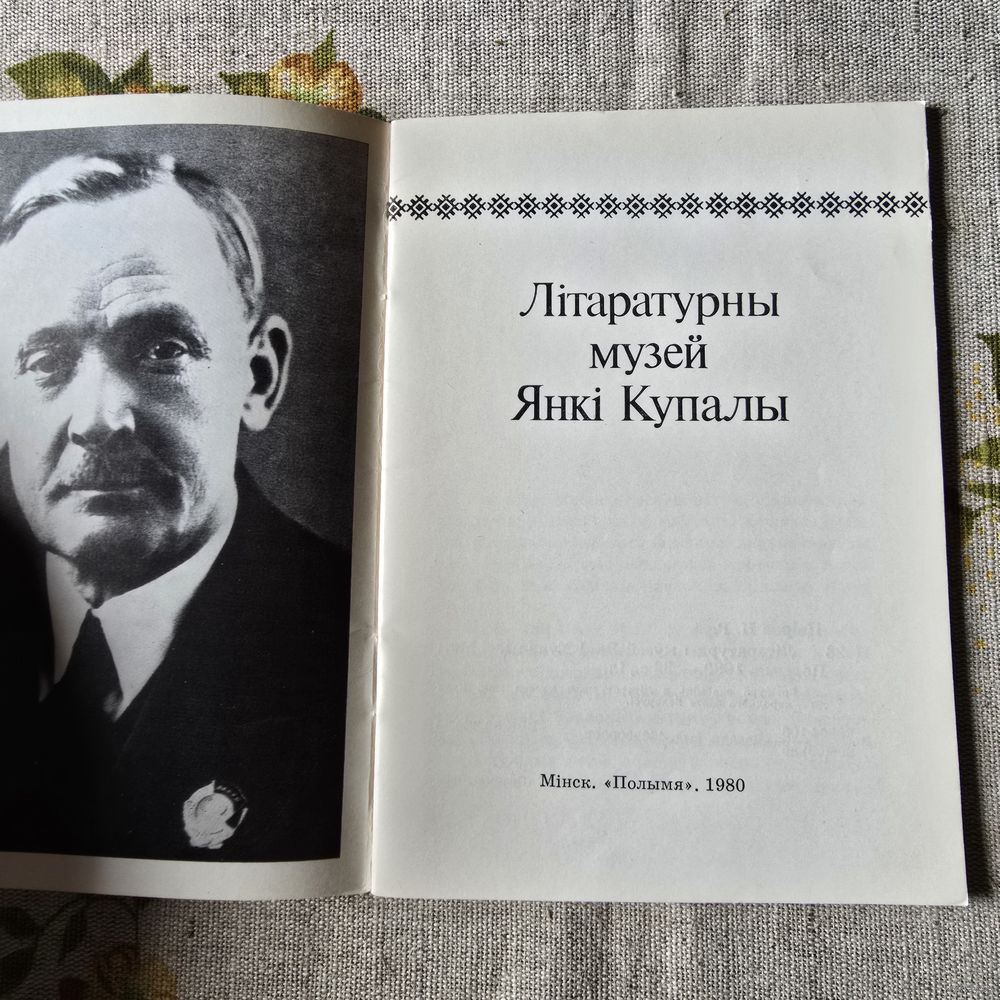 Літаратурны
музей
Янкі Купалы
Мінск. «Полымя». 1980